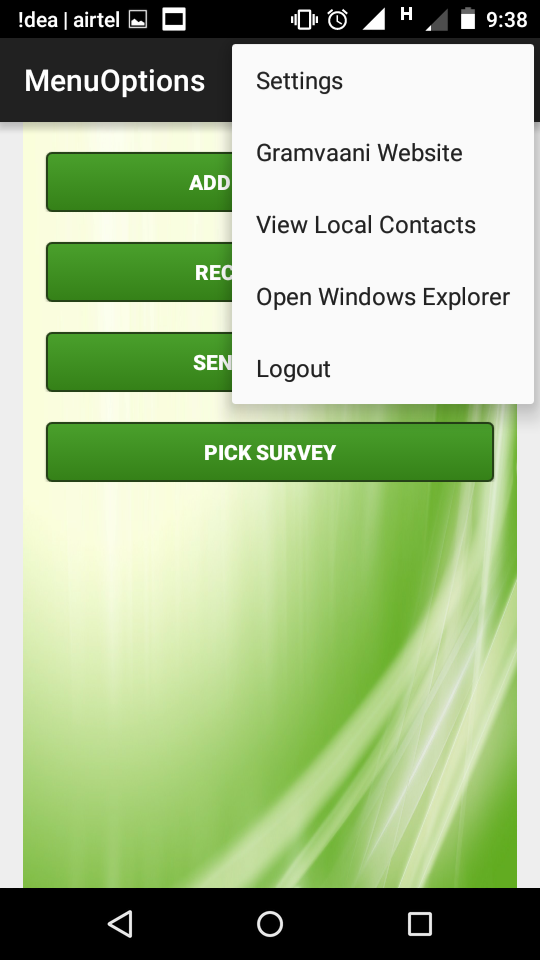 !dea | airtel H 9:38
MenuOptions
Settings
Gramvaani Website
View Local Contacts
Open Windows Explorer
Logout
ADD
REC
SEN
PICK SURVEY